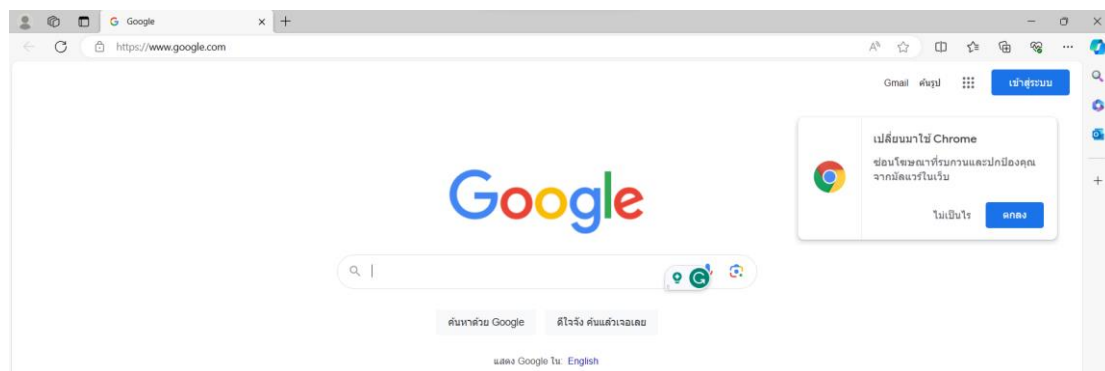 Google
https://www.google.com
Gmail ค้นรูป
เข้าสู่ระบบ
เปลี่ยนมาใช้ Chrome
ซ่อนโฆษณาที่รบกวนและปกป้องคุณ
จากมัลแวร์ในเว็บ
ไม่เป็นไร ตกลง
Google
ค้นหาด้วย Google ดีใจจัง ค้นแล้วเจอเลย
แสดง Google ใน: English